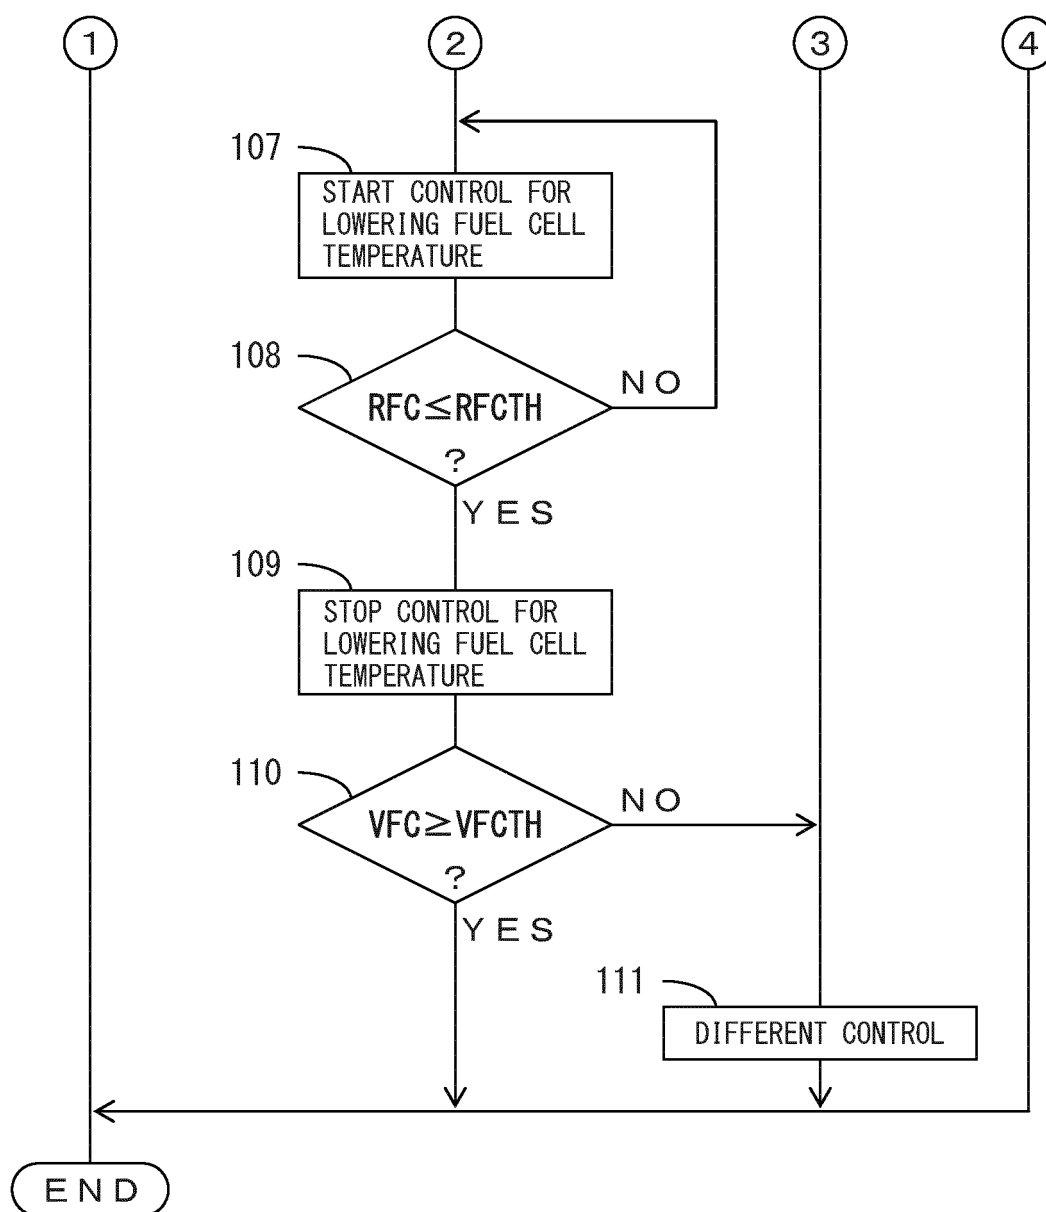 1
2
3
4
107
START CONTROL FOR
LOWERING FUEL CELL
TEMPERATURE
108
RFC≤RFCTH
?
NO
YES
109
STOP CONTROL FOR
LOWERING FUEL CELL
TEMPERATURE
110
VFC≥VFCTH
?
NO
YES
111
DIFFERENT CONTROL
END